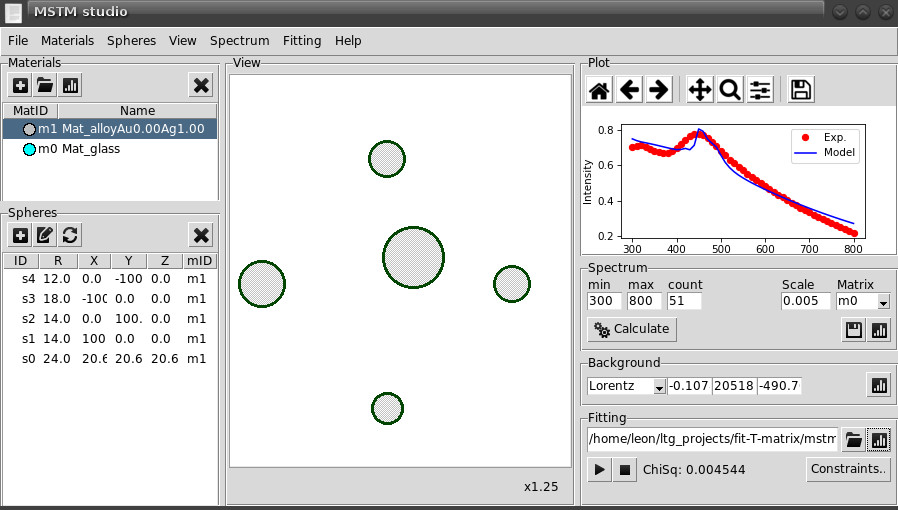 MSTM studio
File Materials Spheres View Spectrum Fitting Help
Materials
MatID Name
m1 Mat_alloyAu0.00Ag1.00
m0 Mat_glass
Spheres
ID R X Y Z mID
s4 12.0 0.0 -100 0.0 m1
s3 18.0 -100 0.0 0.0 m1
s2 14.0 0.0 100. 0.0 m1
s1 14.0 100 0.0 0.0 m1
s0 24.0 20.6 20.6 20.6 m1
View
x1.25
Plot
Intensity
0.8
0.6
0.4
0.2
300 400 500 600 700 800
Exp.
Model
Spectrum
min max count Scale Matrix
300 800 51 0.005 m0
Calculate
Background
Lorentz -0.107 20518 -490.7
Fitting
/home/leon/ltg_projects/fit-T-matrix/mstm
ChiSq: 0.004544 Constraints..